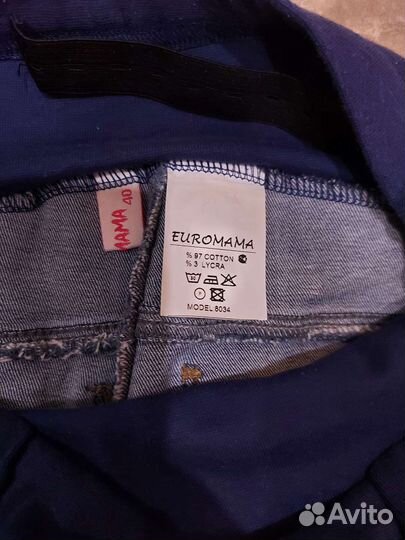 MAMA 40
EUROMAMA
% 97 COTTON
% 3 LYCRA
MODEL 8034
Avito